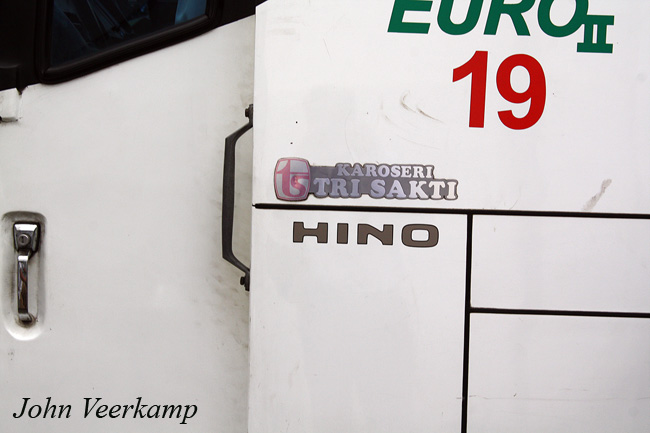 EURO II
19
ts
KAROSERI
TRI SAKTI
HINO
John Veerkamp